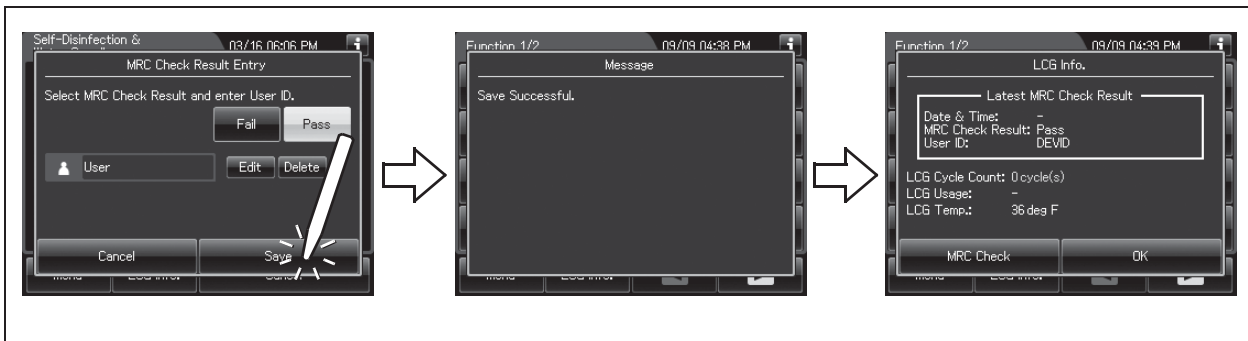 Self-Disinfection &
03/16 06:06 PM
MRC Check Result Entry
Select MRC Check Result and enter User ID.
Fail
Pass
User
Edit
Delete
Cancel
Save
Function 1/2
09/09 04:38 PM
Message
Save Successful.
Function 1/2
09/09 04:39 PM
LCG Info.
Latest MRC Check Result
Date & Time: -
MRC Check Result: Pass
User ID: DEVID
LCG Cycle Count: 0 cycle(s)
LCG Usage: -
LCG Temp.: 36 deg F
MRC Check
OK